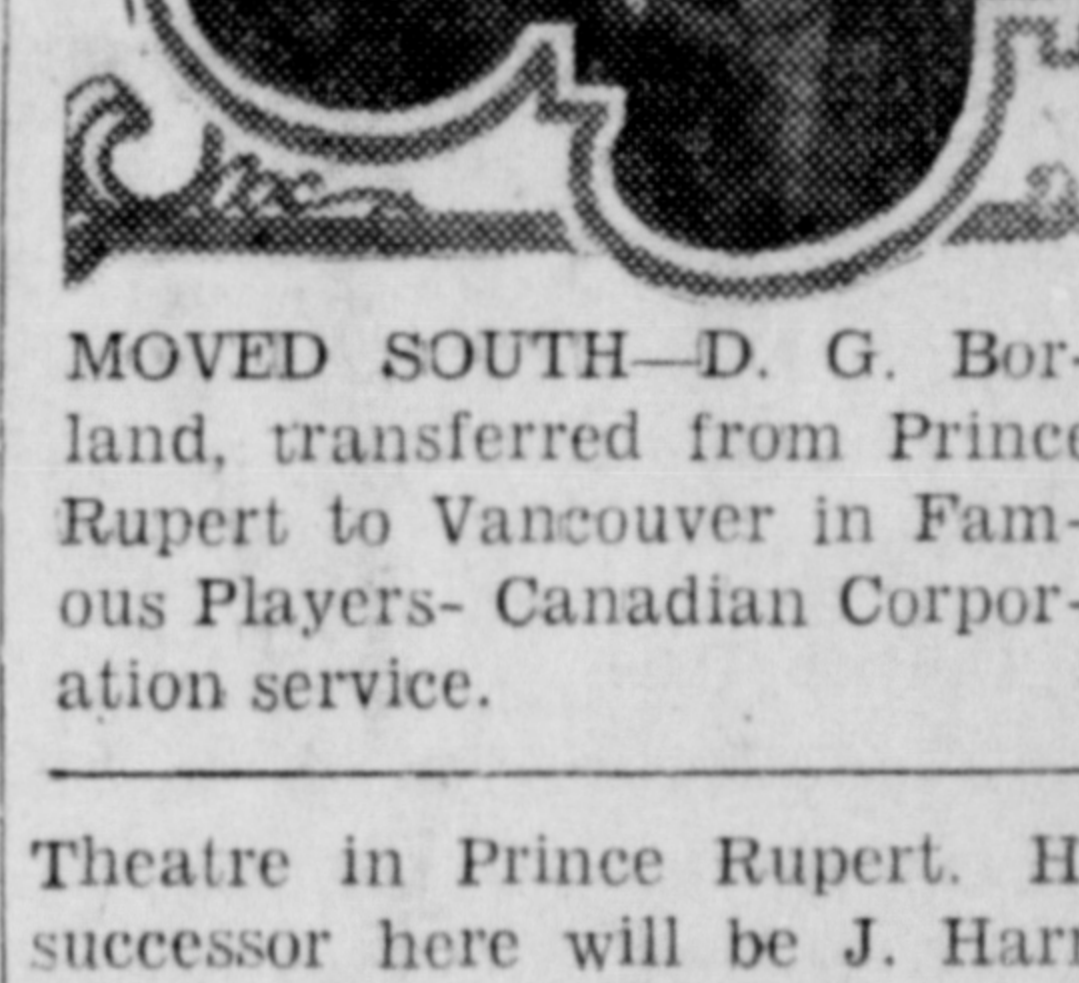 MOVED SOUTH—D. G. Bor-
land, transferred from Prince
Rupert to Vancouver in Fam-
ous Players- Canadian Corpor-
ation service.
Theatre in Prince Rupert.
successor here will be J.